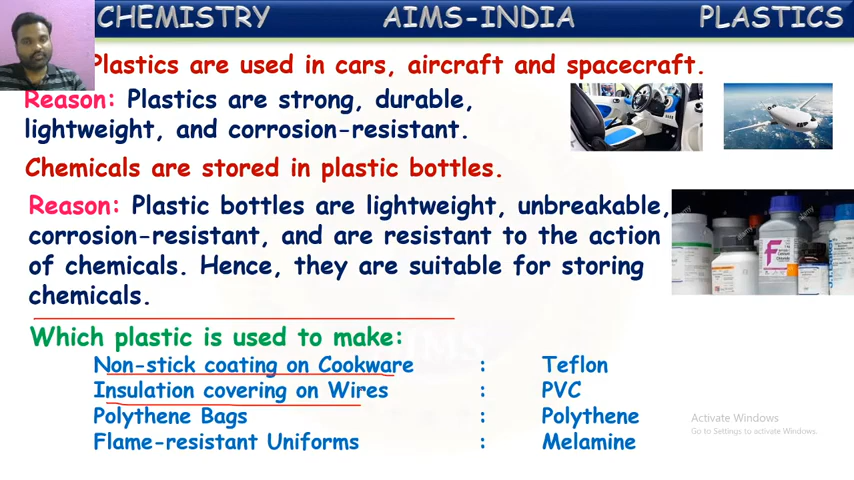 CHEMISTRY AIMS-INDIA PLASTICS
Plastics are used in cars, aircraft and spacecraft.
Reason: Plastics are strong, durable,
lightweight, and corrosion-resistant.
Chemicals are stored in plastic bottles.
Reason: Plastic bottles are lightweight, unbreakable,
corrosion-resistant, and are resistant to the action
of chemicals. Hence, they are suitable for storing
chemicals.
Which plastic is used to make:
Non-stick coating on Cookware : Teflon
Insulation covering on Wires : PVC
Polythene Bags : Polythene
Flame-resistant Uniforms : Melamine
Activate Windows
Go to Settings to activate Windows.